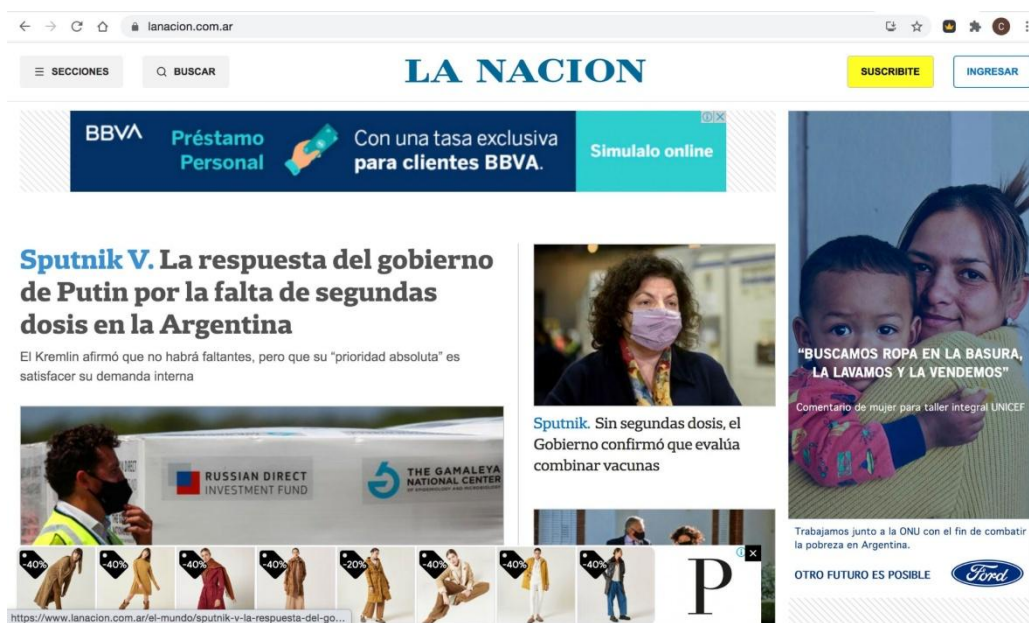 lanacion.com.ar
SECCIONES
BUSCAR
LA NACION
SUSCRIBITE
INGRESAR
BBVA
Préstamo
Personal
Con una tasa exclusiva
para clientes BBVA.
Simulalo online
Sputnik V. La respuesta del gobierno
de Putin por la falta de segundas
dosis en la Argentina
El Kremlin afirmó que no habrá faltantes, pero que su "prioridad absoluta" es
satisfacer su demanda interna
RUSSIAN DIRECT
INVESTMENT FUND
THE GAMALEYA
NATIONAL CENTER
OF EPIDEMIOLOGY AND MICROBIOLOGY
Sputnik. Sin segundas dosis, el
Gobierno confirmó que evalúa
combinar vacunas
"BUSCAMOS ROPA EN LA BASURA,
LA LAVAMOS Y LA VENDEMOS"
Comentario de mujer para taller integral UNICEF
Trabajamos junto a la ONU con el fin de combatir
la pobreza en Argentina.
OTRO FUTURO ES POSIBLE
Ford
-40%
-40%
-40%
-40%
-20%
-40%
-40%
-40%
P
https://www.lanacion.com.ar/el-mundo/sputnik-v-la-respuesta-del-go...